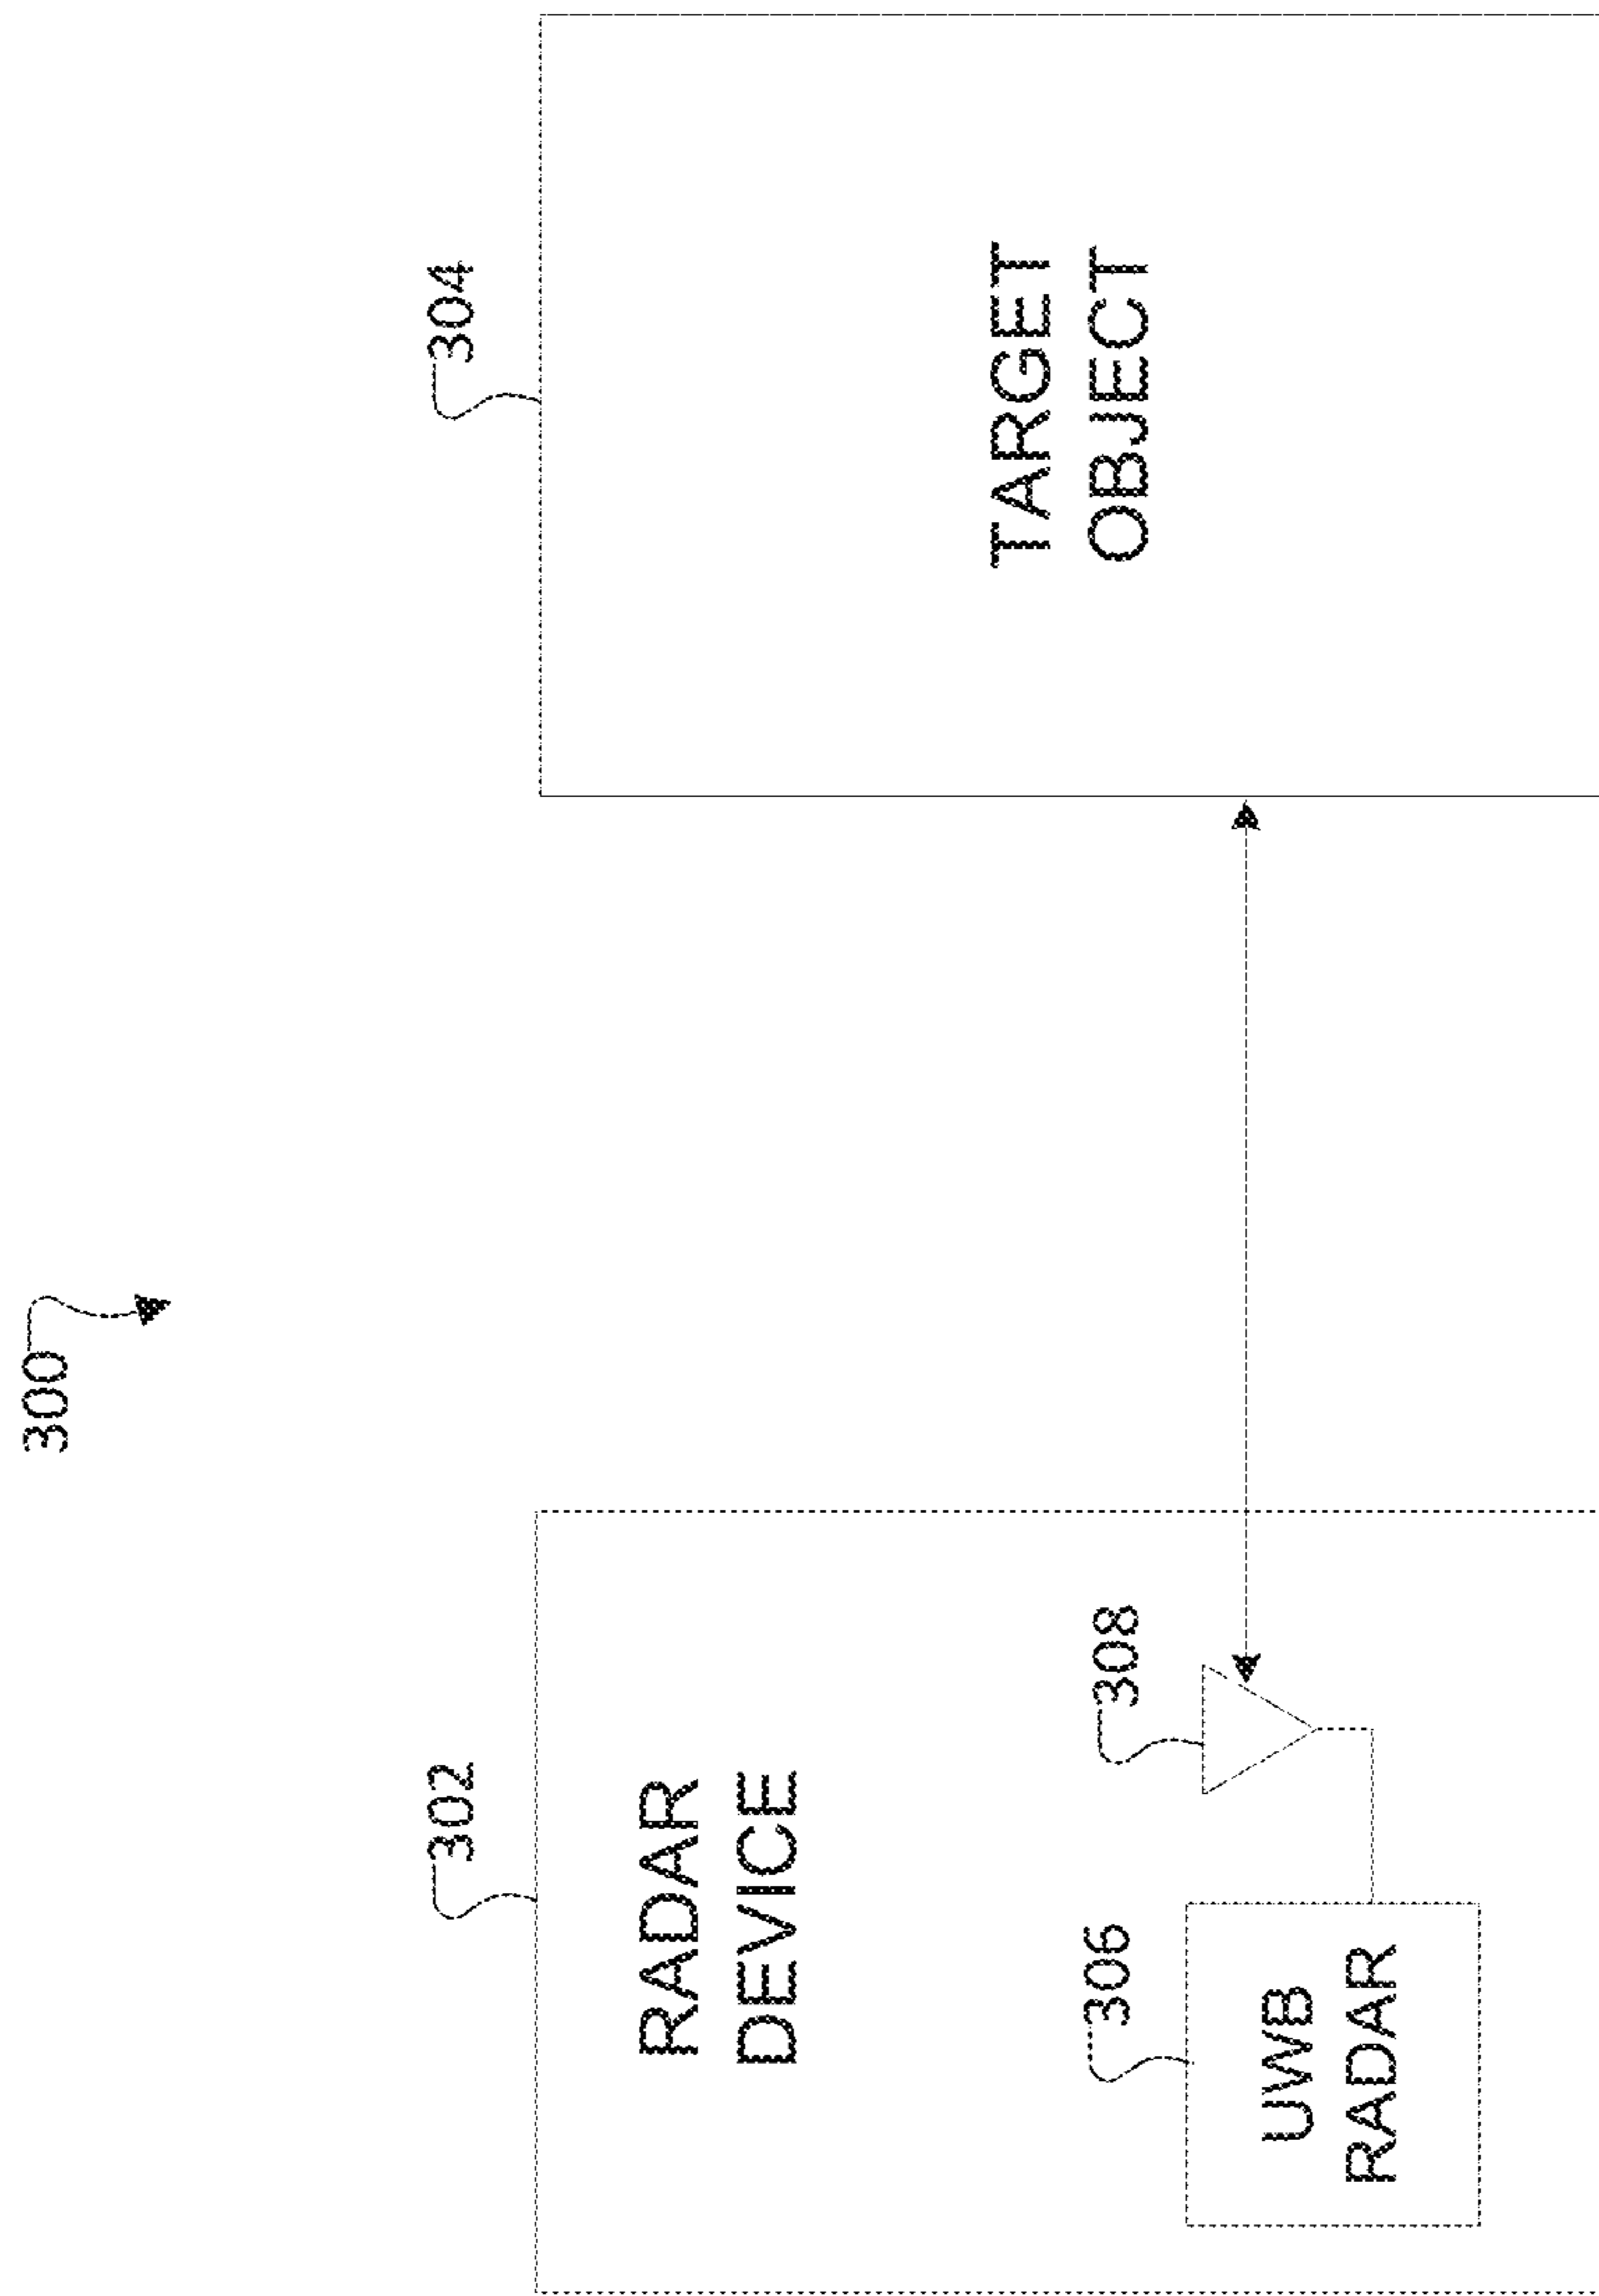 300
302
304
RADAR
DEVICE
TARGET
OBJECT
306
308
UWB
RADAR